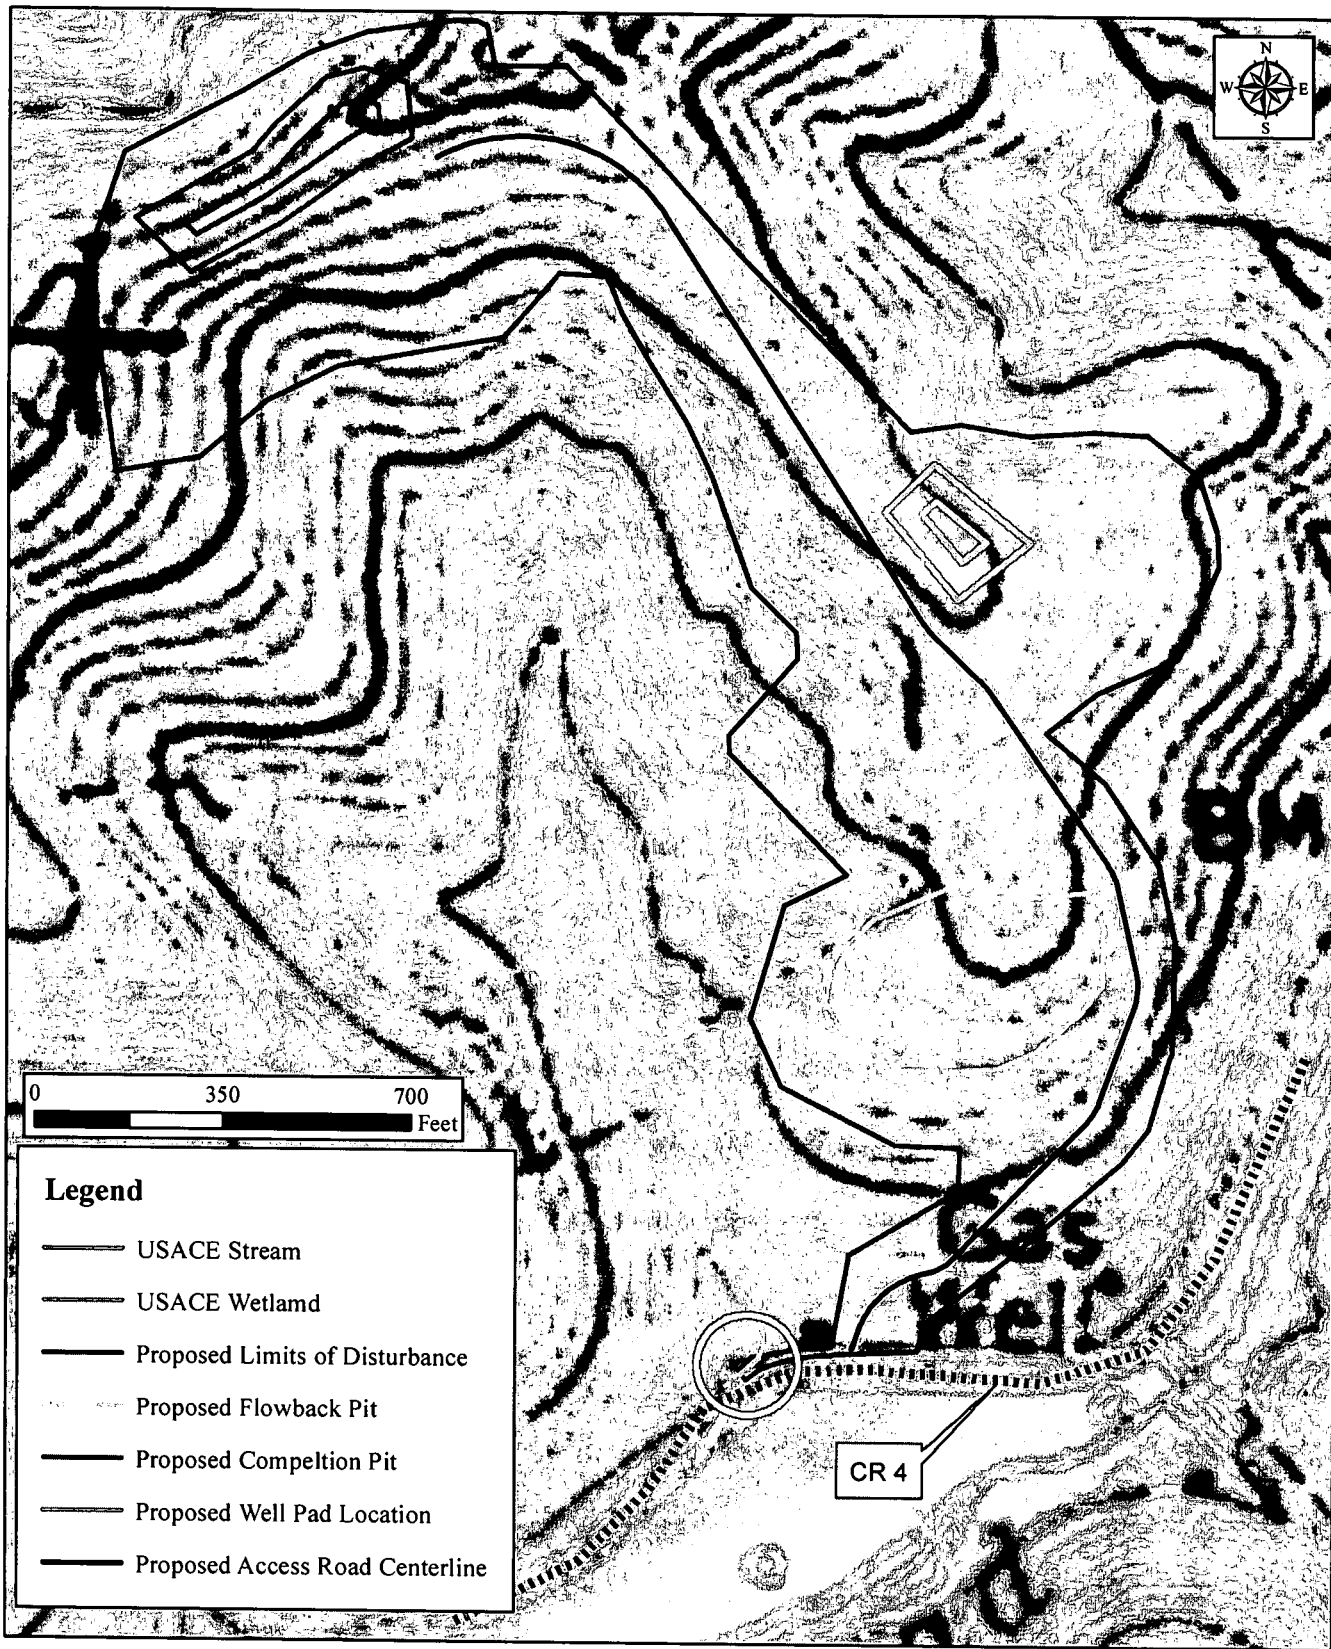 N
W E
S
BM
0 350 700
Feet
Legend
USACE Stream
USACE Wetlamd
Proposed Limits of Disturbance
Proposed Flowback Pit
Proposed Compeltion Pit
Proposed Well Pad Location
Proposed Access Road Centerline
Gas
Well
CR 4